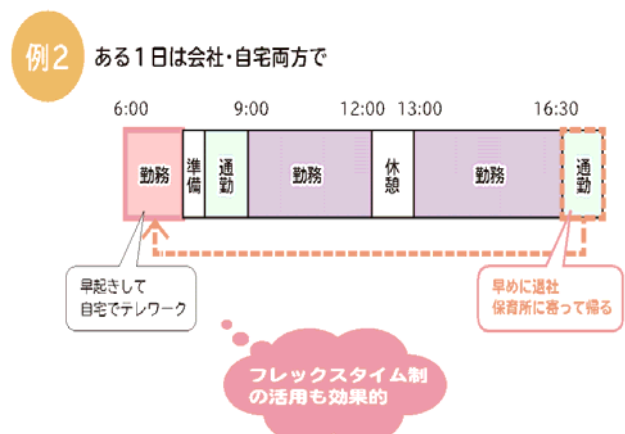 例2 ある1日は会社・自宅両方で
6:00 9:00 12:00 13:00 16:30
勤務 準備 通勤 勤務 休憩 勤務 通勤
早起きして
自宅でテレワーク
早めに退社
保育所に寄って帰る
フレックスタイム制
の活用も効果的